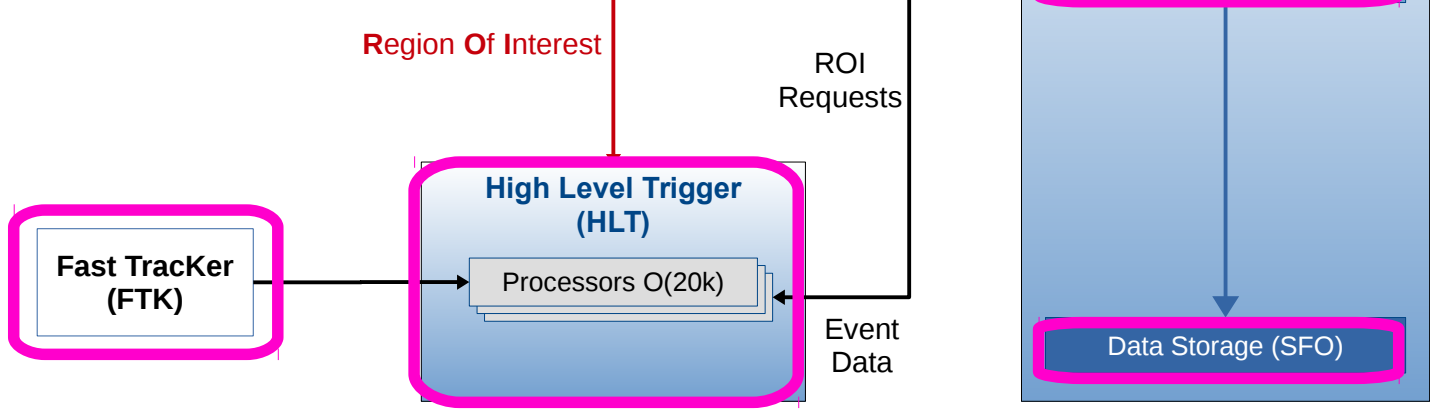 Region Of Interest
ROI
Requests
High Level Trigger
(HLT)
Fast TracKer
(FTK)
Processors O(20k)
Event
Data
Data Storage (SFO)